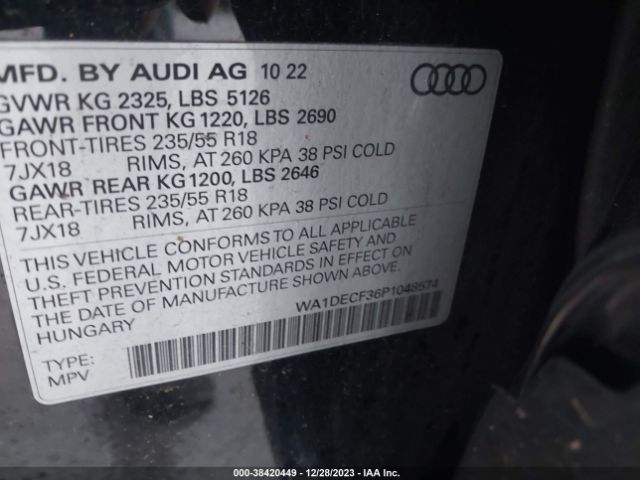 MFD. BY AUDI AG 10 22
GVWR KG 2325, LBS 5126
GAWR FRONT KG 1220, LBS 2690
FRONT-TIRES 235/55 R18
7JX18 RIMS, AT 260 KPA 38 PSI COLD
GAWR REAR KG 1200, LBS 2646
REAR-TIRES 235/55 R18
7JX18 RIMS, AT 260 KPA 38 PSI COLD
THIS VEHICLE CONFORMS TO ALL APPLICABLE
U.S. FEDERAL MOTOR VEHICLE SAFETY AND
THEFT PREVENTION STANDARDS IN EFFECT ON
THE DATE OF MANUFACTURE SHOWN ABOVE.
HUNGARY
WA1DECF36P1048574
TYPE:
MPV
000-38420449 - 12/28/2023 - IAA Inc.